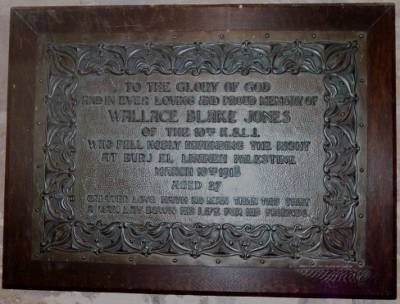 TO THE GLORY OF GOD
AND IN EVER LOVING AND PROUD MEMORY OF
WALLACE BLAKE JONES
OF THE 10TH K.S.L.I.
WHO FELL NOBLY DEFENDING THE RIGHT
AT BURJ EL LISANEH PALESTINE
MARCH 10TH 1918
AGED 27
GREATER LOVE HATH NO MAN THAN THIS THAT
A MAN LAY DOWN HIS LIFE FOR HIS FRIENDS.